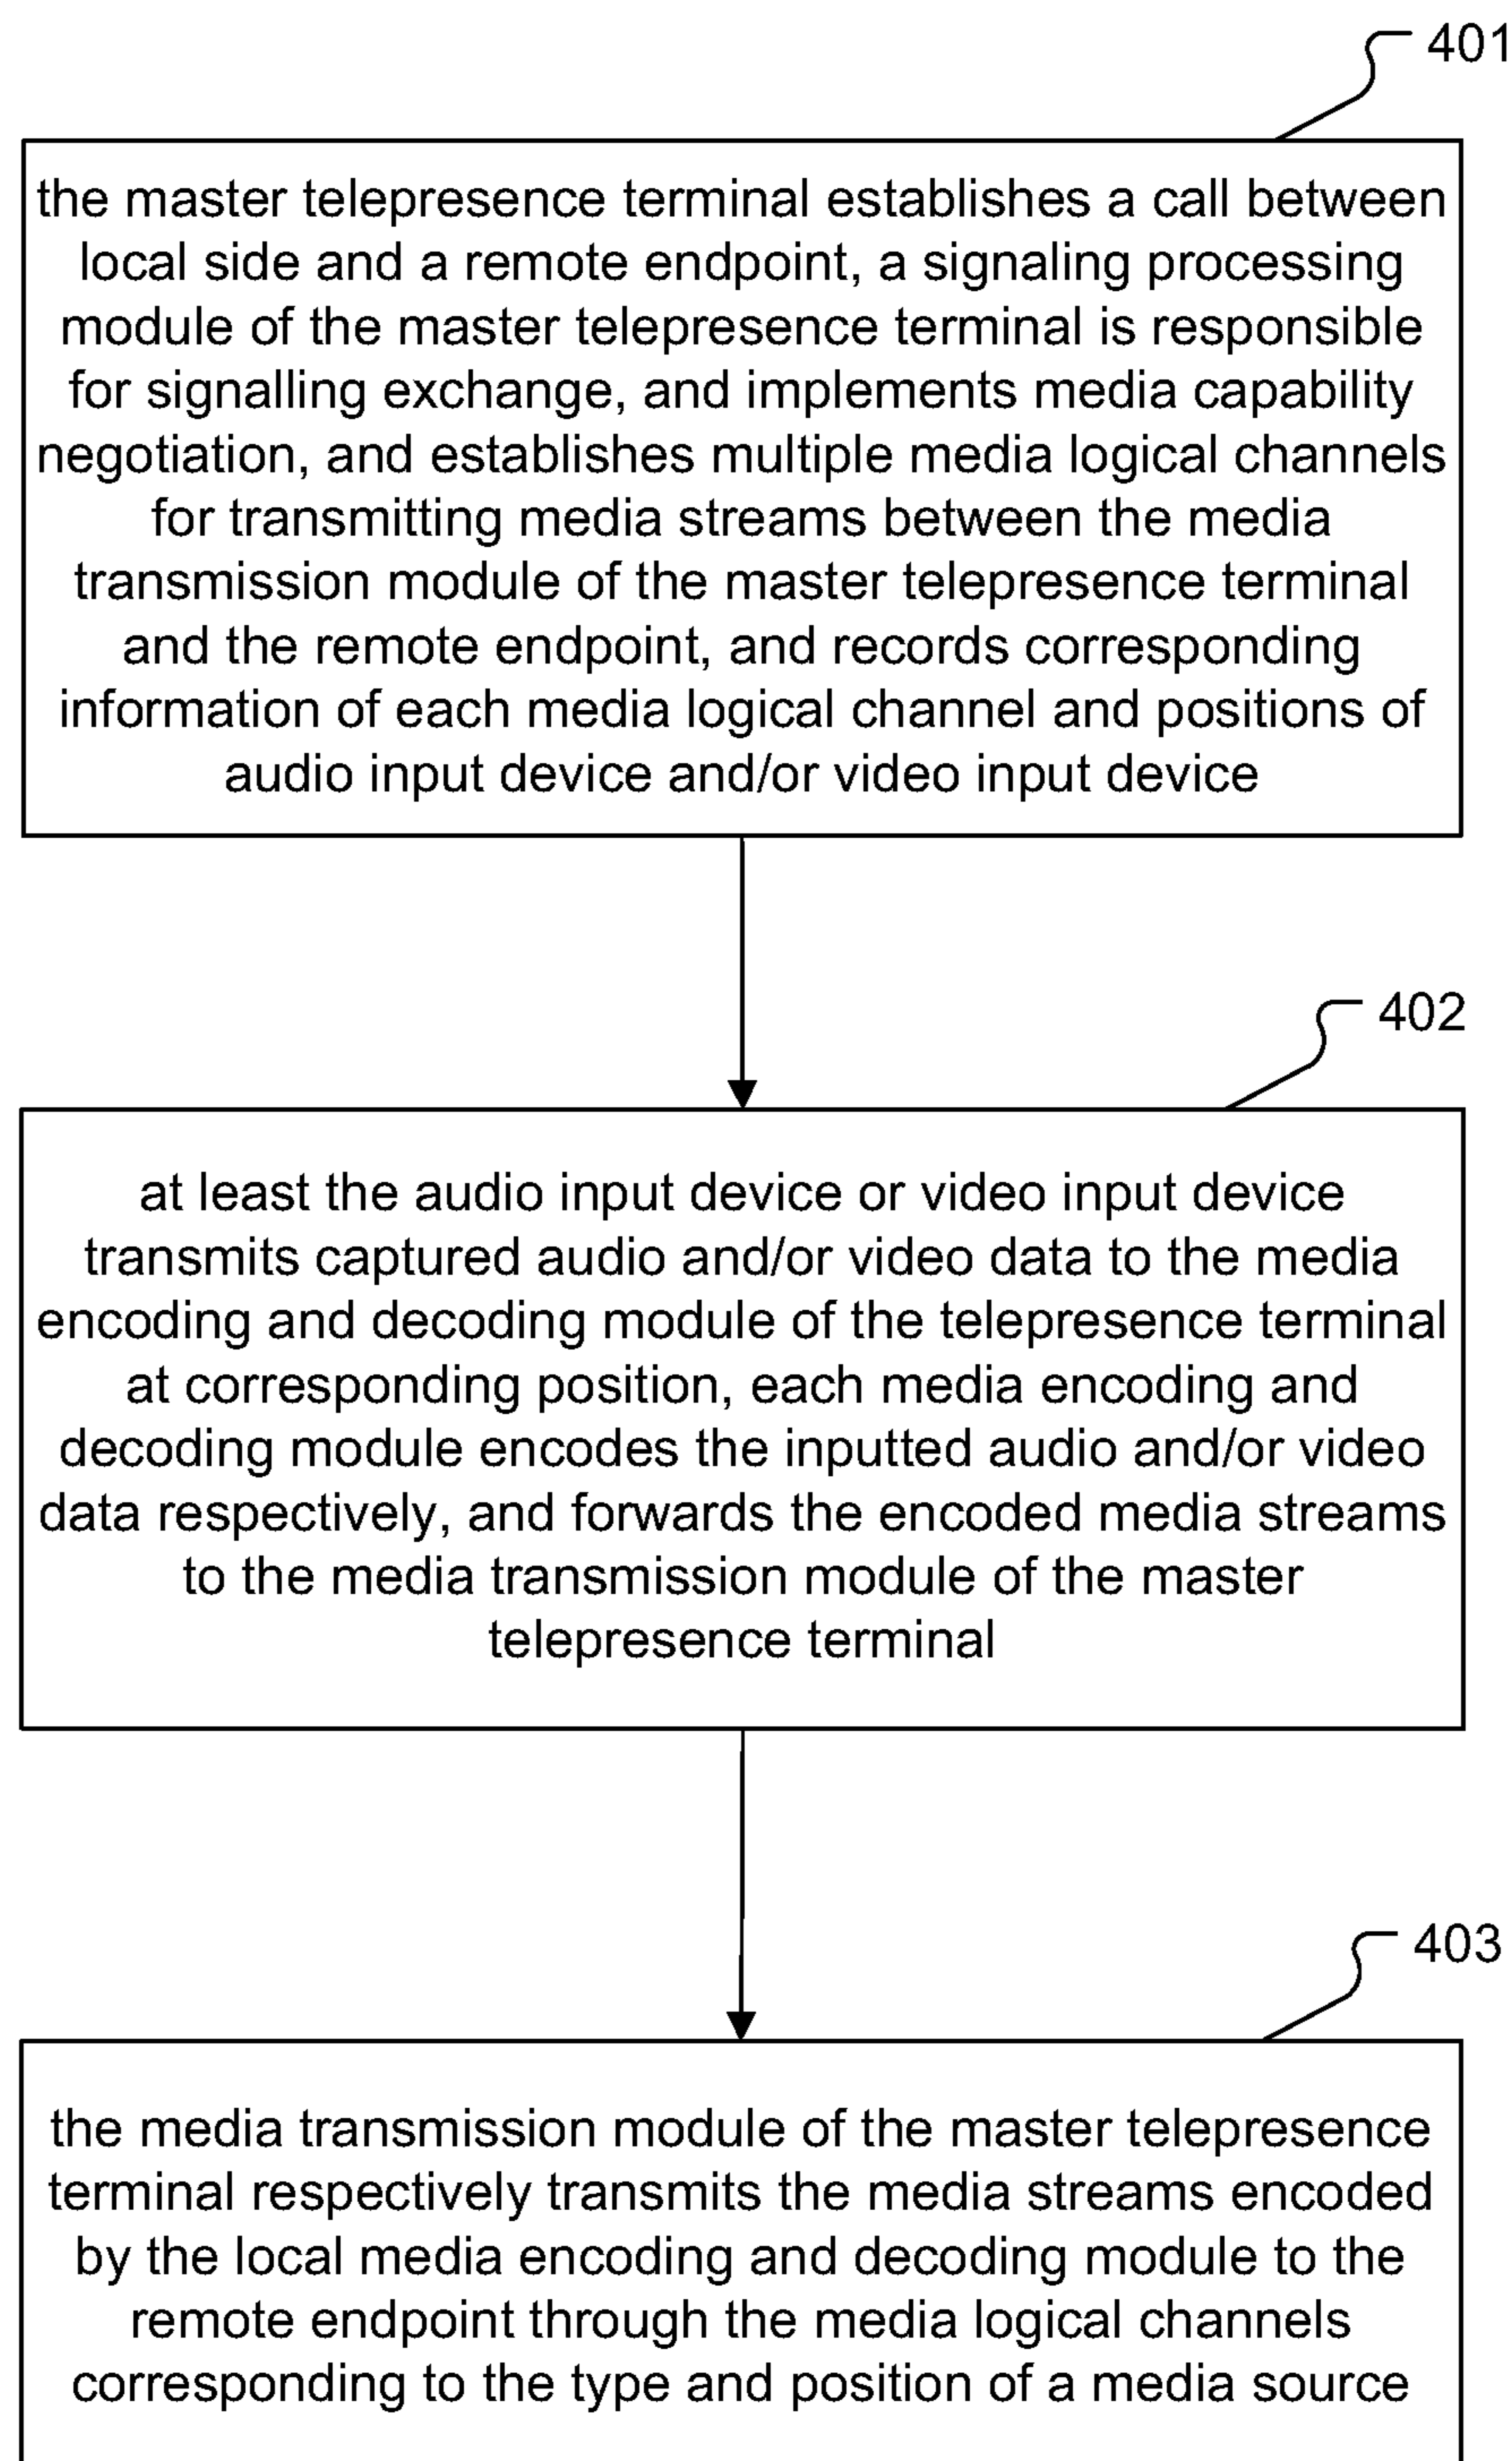 401
the master telepresence terminal establishes a call between
local side and a remote endpoint, a signaling processing
module of the master telepresence terminal is responsible
for signalling exchange, and implements media capability
negotiation, and establishes multiple media logical channels
for transmitting media streams between the media
transmission module of the master telepresence terminal
and the remote endpoint, and records corresponding
information of each media logical channel and positions of
audio input device and/or video input device
402
at least the audio input device or video input device
transmits captured audio and/or video data to the media
encoding and decoding module of the telepresence terminal
at corresponding position, each media encoding and
decoding module encodes the inputted audio and/or video
data respectively, and forwards the encoded media streams
to the media transmission module of the master
telepresence terminal
403
the media transmission module of the master telepresence
terminal respectively transmits the media streams encoded
by the local media encoding and decoding module to the
remote endpoint through the media logical channels
corresponding to the type and position of a media source